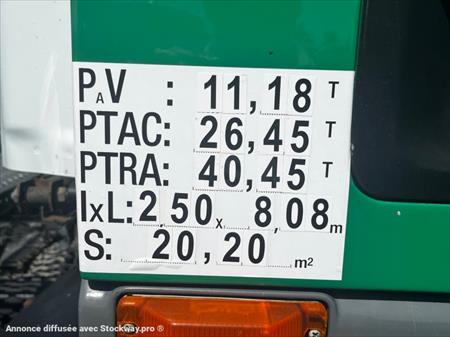 PAV : 11,18 T
PTAC: 26,45 T
PTRA: 40,45 T
lxL: 2,50 x 8,08 m
S: 20,20 m²
Annonce diffusée avec Stockway.pro ®